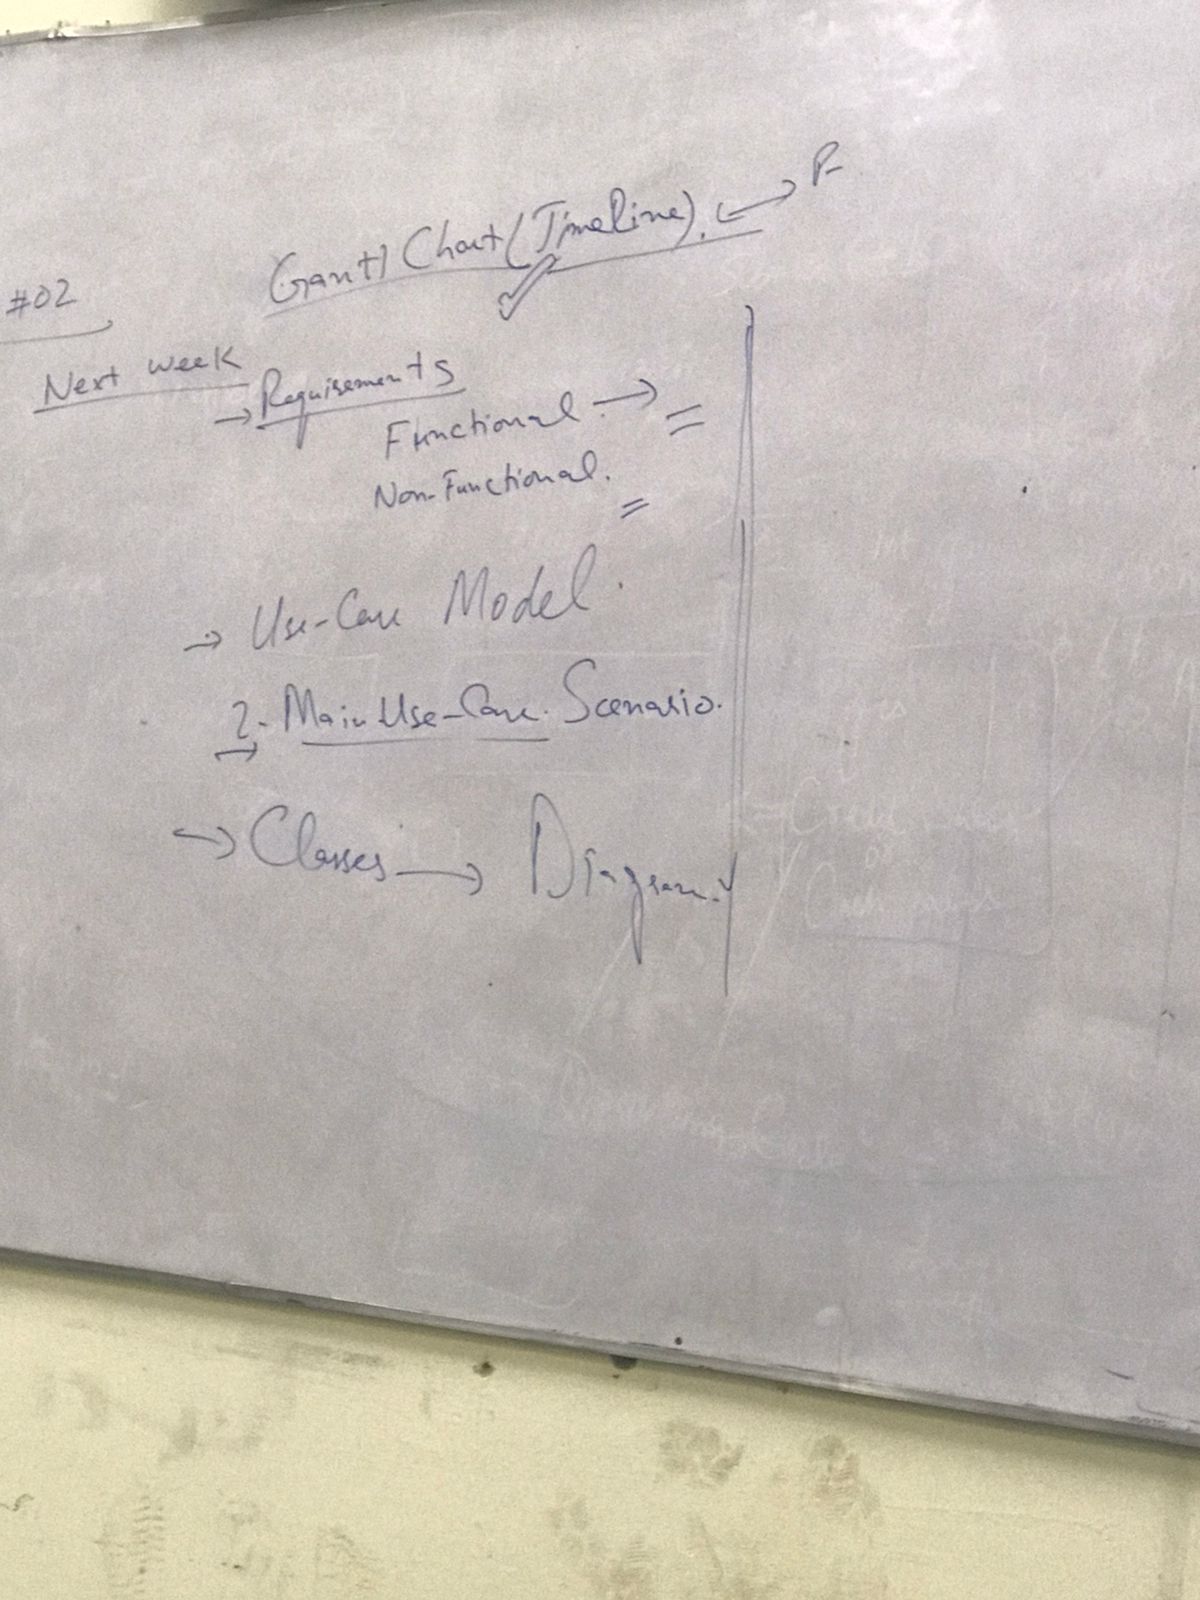 Gantt Chart (Timeline). ↔ P-
#02
Next week
→ Requirements
Functional →
Non-Functional.
→ Use-Case Model.
2- Main Use-Case Scenario.
→ Classes → Diagram.